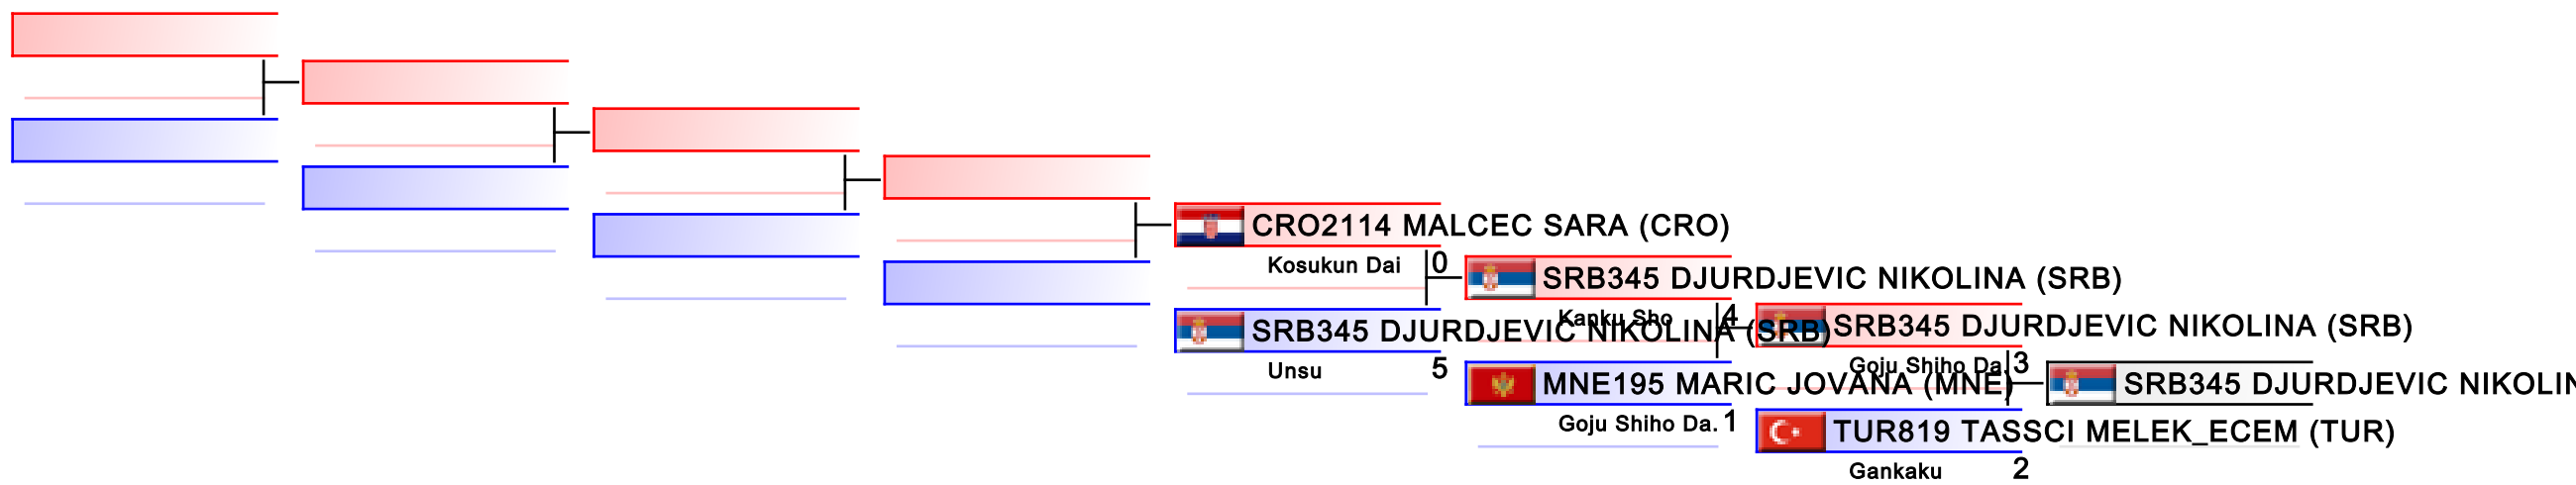 CRO2114 MALCEC SARA (CRO)
Kosukun Dai 0
SRB345 DJURDJEVIC NIKOLINA (SRB)
Unsu 5
SRB345 DJURDJEVIC NIKOLINA (SRB)
Kanku Sho 4
MNE195 MARIC JOVANA (MNE)
Goju Shiho Da. 1
SRB345 DJURDJEVIC NIKOLINA (SRB)
Goju Shiho Da. 3
TUR819 TASSCI MELEK_ECEM (TUR)
Gankaku 2
SRB345 DJURDJEVIC NIKOLIN